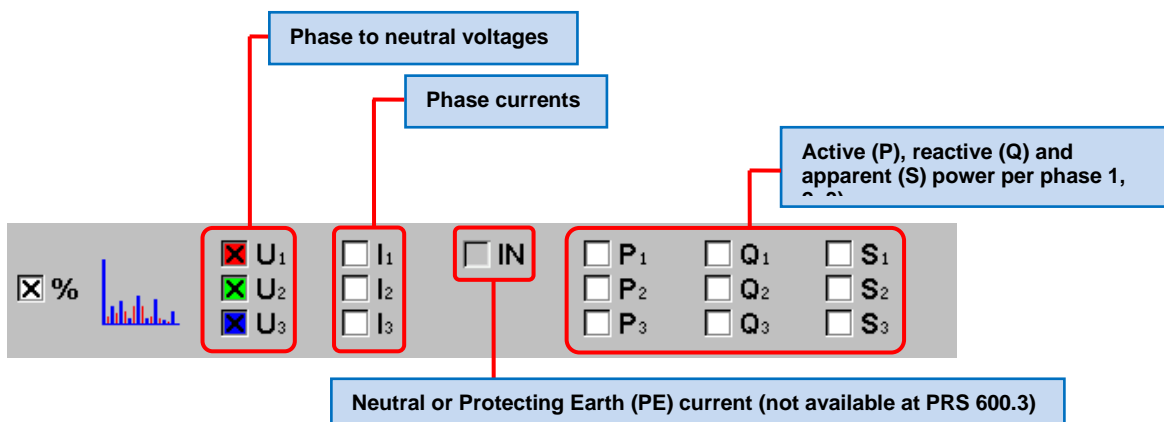 Phase to neutral voltages
Phase currents
Active (P), reactive (Q) and
apparent (S) power per phase 1,
% U1 I1 IN P1 Q1 S1
U2 I2 P2 Q2 S2
U3 I3 P3 Q3 S3
Neutral or Protecting Earth (PE) current (not available at PRS 600.3)